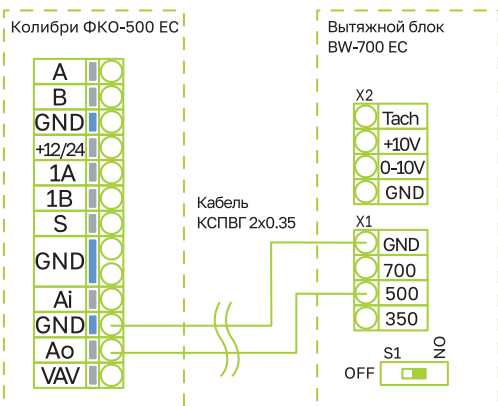 Колибри ФКО-500 ЕС
A
B
GND
+12/24
1A
1B
S
GND
Ai
GND
Ao
VAV
Кабель
КСПВГ 2х0.35
Вытяжной блок
BW-700 EC
X2
Tach
+10V
0-10V
GND
X1
GND
700
500
350
S1
ON
OFF